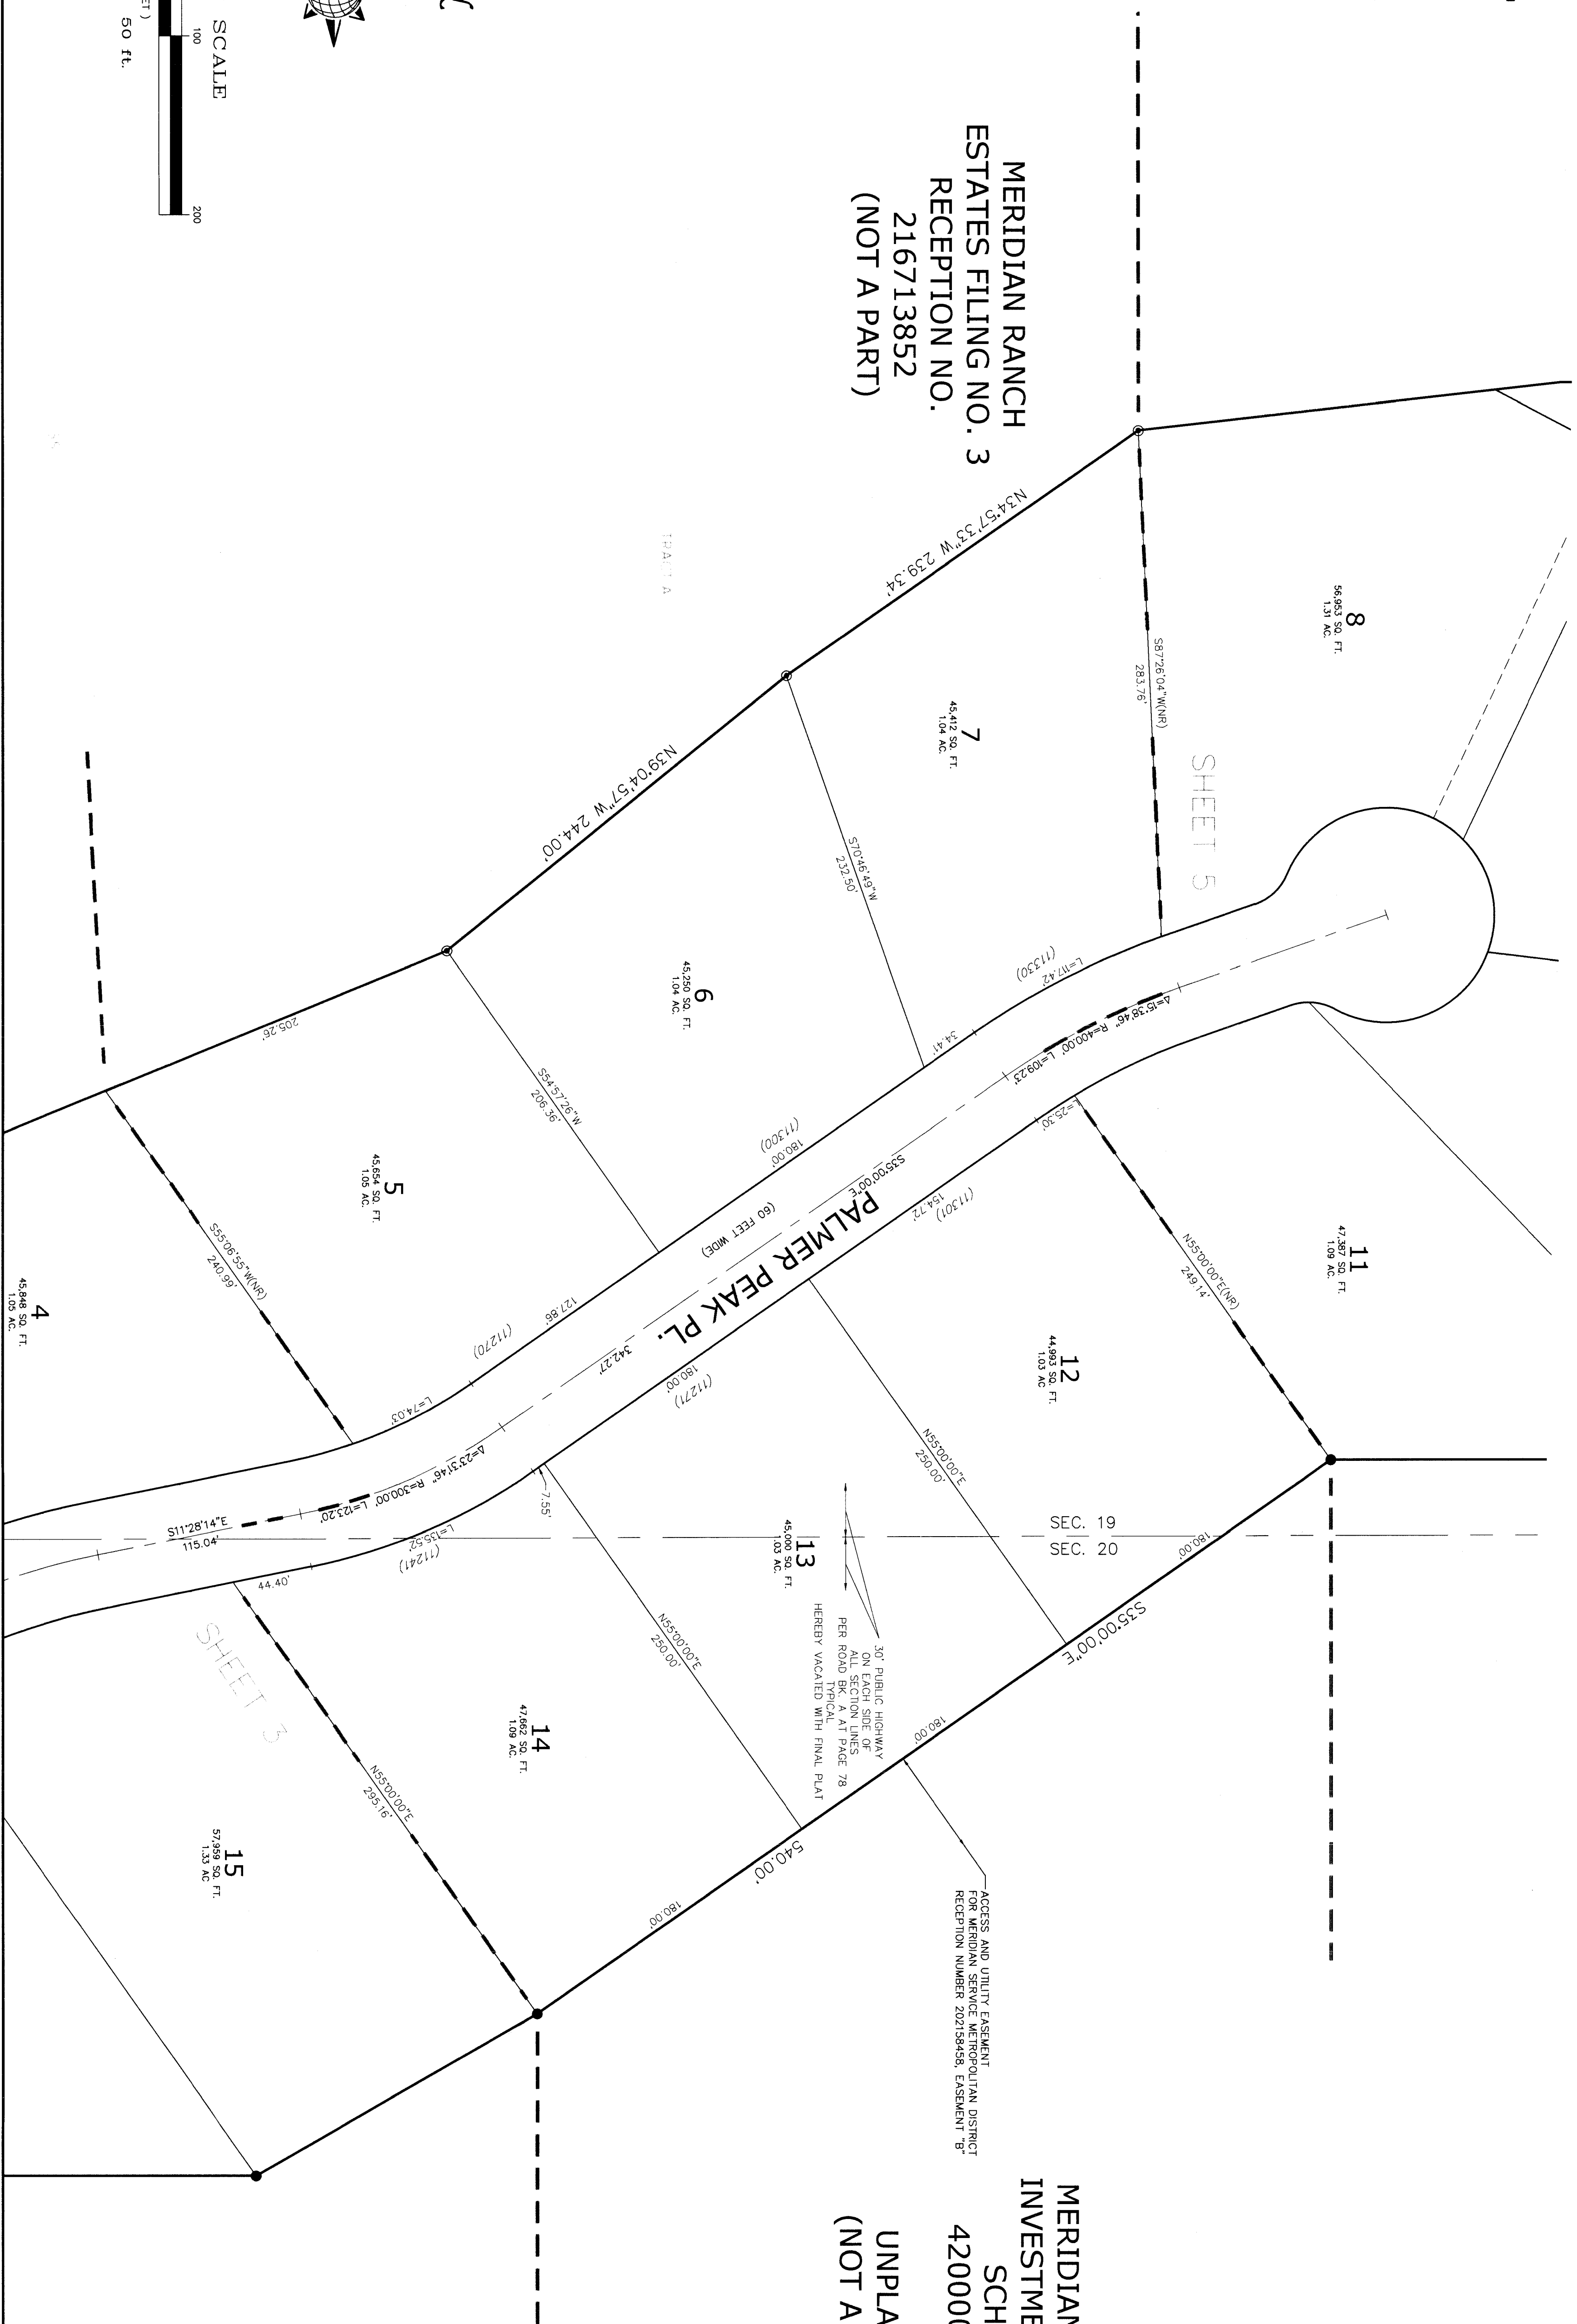 SCALE
100
200
50 ft.
MERIDIAN RANCH
ESTATES FILING NO. 3
RECEPTION NO.
216713852
(NOT A PART)
TRACT A
8
56,953 SQ. FT.
1.31 AC.
S87°26'04"W(NR)
283.76'
SHEET 5
N34°57'33"W 239.34'
7
45,412 SQ. FT.
1.04 AC.
S70°46'49"W
232.50'
N39°04'57"W 244.00'
6
45,250 SQ. FT.
1.04 AC.
S54°57'26"W
206.36'
205.26'
5
45,654 SQ. FT.
1.05 AC.
S55°06'55"W(NR)
240.99'
4
45,848 SQ. FT.
1.05 AC.
L=117.42'
(11330)
34.41'
Δ=15°38'46" R=400.00' L=109.23'
L=25.30'
180.00'
(11300)
(60 FEET WIDE)
S35°00'00"E
PALMER PEAK PL.
342.27'
154.72'
(11301)
127.86'
(11270)
180.00'
(11271)
L=74.03'
Δ=23°31'46" R=300.00' L=123.20'
7.55'
L=135.52'
(11241)
S11°28'14"E
115.04'
44.40'
SHEET 3
11
47,387 SQ. FT.
1.09 AC.
N55°00'00"E(NR)
249.14'
12
44,993 SQ. FT.
1.03 AC
N55°00'00"E
250.00'
SEC. 19
SEC. 20
13
45,000 SQ. FT.
1.03 AC.
N55°00'00"E
250.00'
30' PUBLIC HIGHWAY
ON EACH SIDE OF
ALL SECTION LINES
PER ROAD BK. A AT PAGE 78
TYPICAL
HEREBY VACATED WITH FINAL PLAT
180.00'
S35°00'00"E
180.00'
540.00'
180.00'
14
47,662 SQ. FT.
1.09 AC.
N55°00'00"E
295.16'
15
57,959 SQ. FT.
1.33 AC
ACCESS AND UTILITY EASEMENT
FOR MERIDIAN SERVICE METROPOLITAN DISTRICT
RECEPTION NUMBER 202158458, EASEMENT "B"
MERIDIAN
INVESTME
SCH
420000
UNPLA
(NOT A